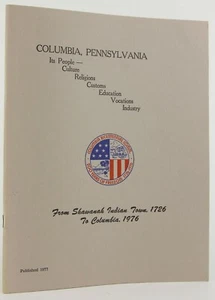 COLUMBIA, PENNSYLVANIA
Its People —
Culture
Religions
Customs
Education
Vocations
Industry
From Shawanah Indian Town, 1726
To Columbia, 1976
Published 1977